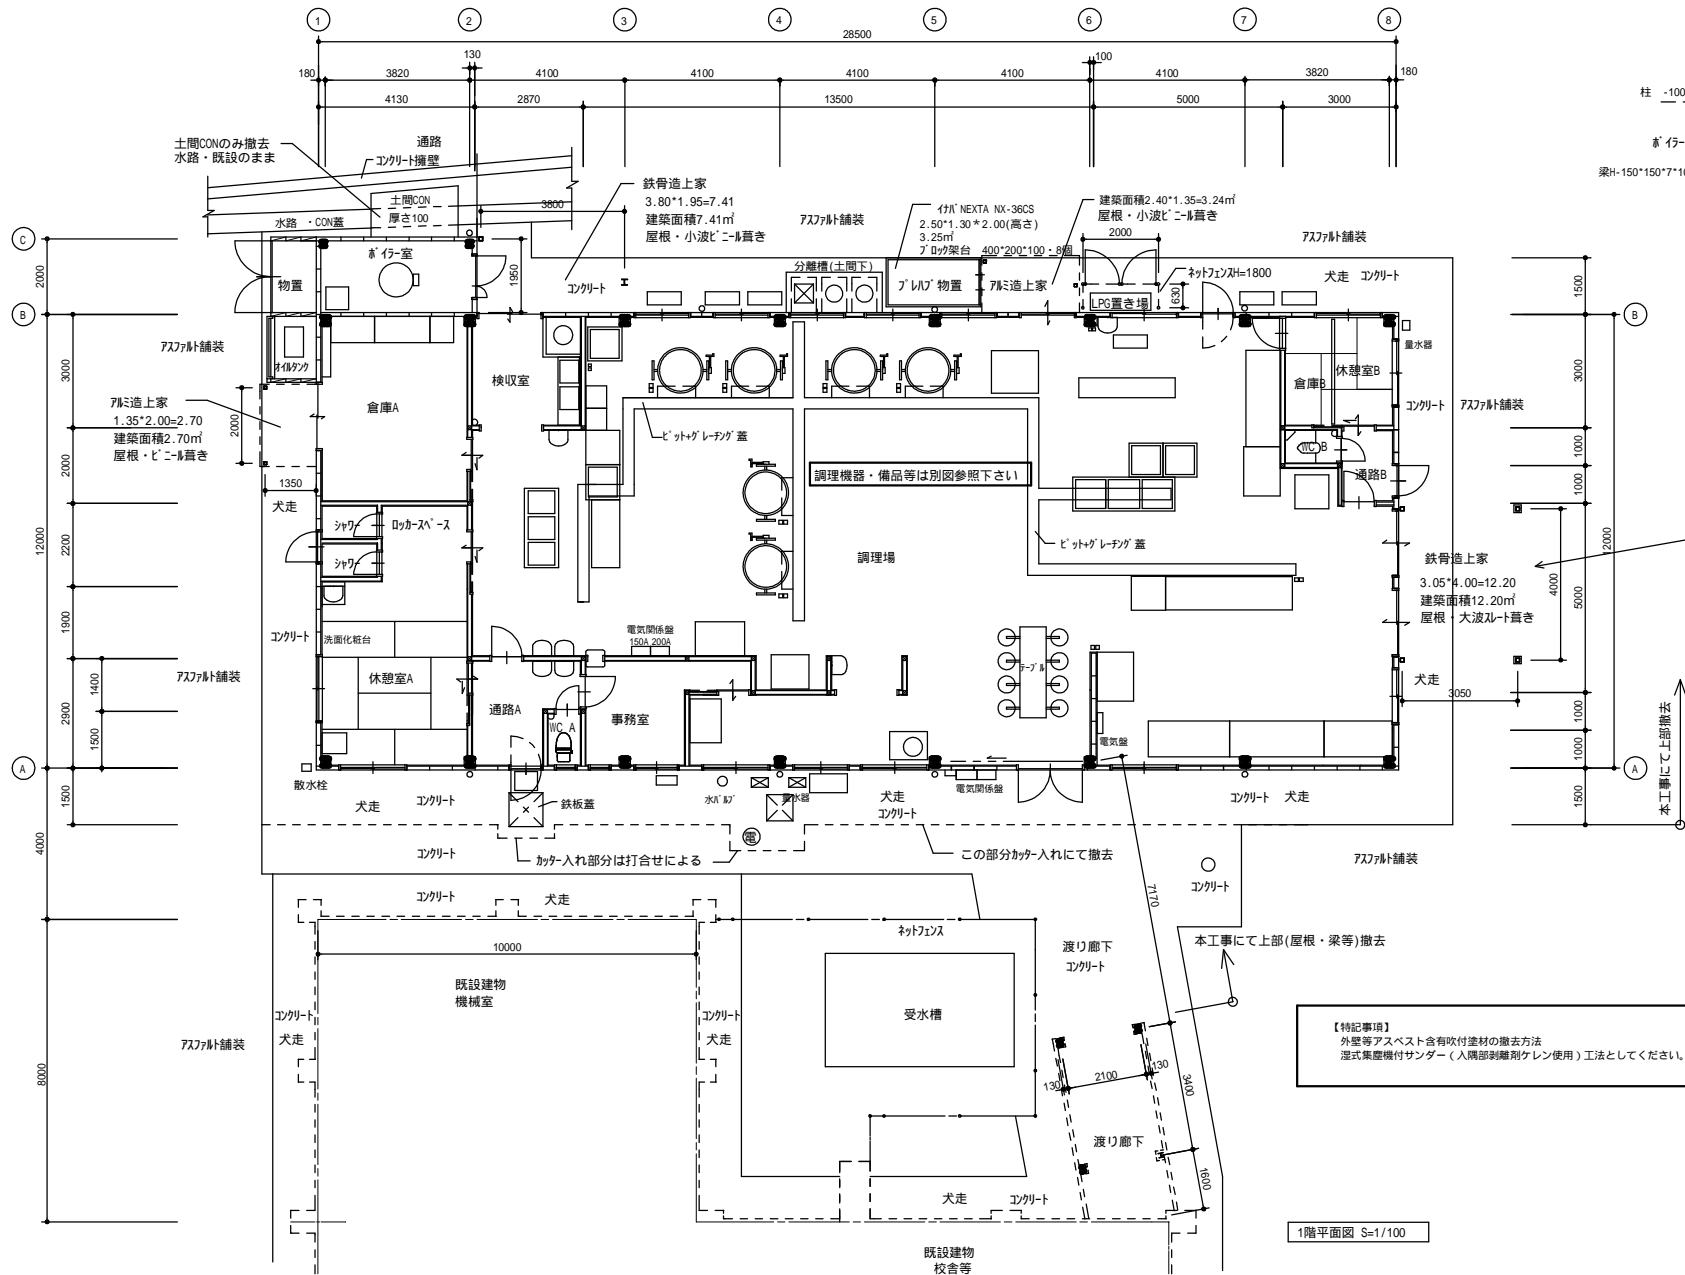 1
2
3
4
5
6
7
8
28500
130
100
180
3820
4100
4100
4100
4100
4100
3820
180
4130
2870
13500
5000
3000
柱 -100
ﾎﾞｲﾗｰ
土間CONのみ撤去
水路・既設のまま
通路
コンクリート擁壁
鉄骨造上家
3.80*1.95=7.41
建築面積7.41㎡
屋根・小波ﾋﾞﾆｰﾙ葺き
ｱｽﾌｧﾙﾄ舗装
ｲﾅﾊﾞ NEXTA NX-36CS
2.50*1.30*2.00(高さ)
3.25㎡
ﾌﾞﾛｯｸ架台 400*200*100・8個
建築面積2.40*1.35=3.24㎡
屋根・小波ﾋﾞﾆｰﾙ葺き
土間CON
厚さ100
水路・CON蓋
3800
2000
ｱｽﾌｧﾙﾄ舗装
C
2000
ﾎﾞｲﾗｰ室
物置
1950
ｺﾝｸﾘｰﾄ
分離槽(土間下)
ﾌﾟﾚﾊﾌﾞ物置
ｱﾙﾐ造上家
LPG置き場
630
ﾈｯﾄﾌｪﾝｽH=1800
犬走 ｺﾝｸﾘｰﾄ
1500
B
B
ｱｽﾌｧﾙﾄ舗装
ｵｲﾙﾀﾝｸ
倉庫A
検収室
倉庫B
休憩室B
量水器
3000
3000
ｱﾙﾐ造上家
1.35*2.00=2.70
建築面積2.70㎡
屋根・ﾋﾞﾆｰﾙ葺き
2000
1350
犬走
ﾋﾟｯﾄ+ｸﾞﾚｰﾁﾝｸﾞ蓋
ｺﾝｸﾘｰﾄ
ｱｽﾌｧﾙﾄ舗装
2000
調理機器・備品等は別図参照下さい
WC B
通路B
1000
1000
ｼｬﾜｰ
ｼｬﾜｰ
ﾛｯｶｰｽﾍﾟｰｽ
調理場
ﾋﾟｯﾄ+ｸﾞﾚｰﾁﾝｸﾞ蓋
12000
2200
12000
鉄骨造上家
3.05*4.00=12.20
建築面積12.20㎡
屋根・大波ｽﾚｰﾄ葺き
4000
5000
1900
ｺﾝｸﾘｰﾄ
洗面化粧台
電気関係盤
150A 200A
ﾃｰﾌﾞﾙ
ｱｽﾌｧﾙﾄ舗装
休憩室A
1400
2900
1500
通路A
WC A
事務室
電気盤
犬走
3050
1000
1000
本工事にて上部撤去
A
A
散水栓
犬走
ｺﾝｸﾘｰﾄ
鉄板蓋
水ﾊﾞﾙﾌﾞ
量水器
犬走
ｺﾝｸﾘｰﾄ
電気関係盤
ｺﾝｸﾘｰﾄ 犬走
1500
1500
4000
ｺﾝｸﾘｰﾄ
ｶｯﾀｰ入れ部分は打合せによる
電
この部分ｶｯﾀｰ入れにて撤去
ｱｽﾌｧﾙﾄ舗装
ｺﾝｸﾘｰﾄ
7170
ｺﾝｸﾘｰﾄ 犬走
10000
ﾈｯﾄﾌｪﾝｽ
渡り廊下
ｺﾝｸﾘｰﾄ
本工事にて上部(屋根・梁等)撤去
既設建物
機械室
受水槽
ｱｽﾌｧﾙﾄ舗装
ｺﾝｸﾘｰﾄ
犬走
ｺﾝｸﾘｰﾄ
犬走
8000
130
2100
130
3400
渡り廊下
1600
【特記事項】
外壁等アスベスト含有吹付塗材の撤去方法
湿式集塵機付サンダー（入隅部剥離剤ケレン使用）工法としてください。
犬走 ｺﾝｸﾘｰﾄ
1階平面図 S=1/100
既設建物
校舎等